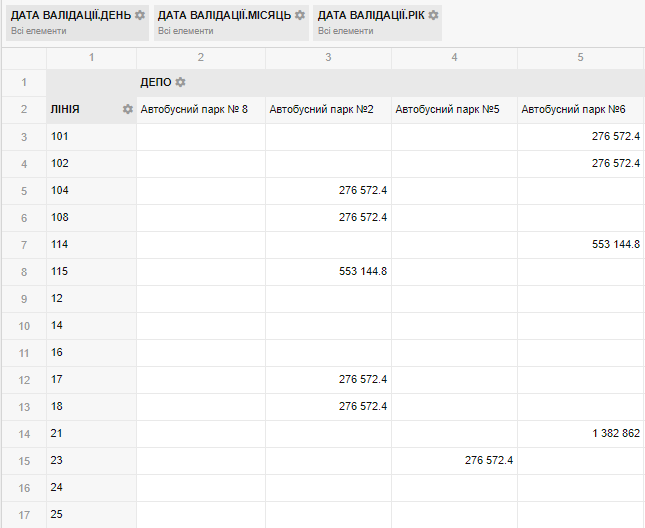 ДАТА ВАЛІДАЦІЇ.ДЕНЬ ДАТА ВАЛІДАЦІЇ.МІСЯЦЬ ДАТА ВАЛІДАЦІЇ.РІК
Всі елементи Всі елементи Всі елементи
1 2 3 4 5
1 ДЕПО
2 ЛІНІЯ Автобусний парк № 8 Автобусний парк №2 Автобусний парк №5 Автобусний парк №6
3 101 276 572.4
4 102 276 572.4
5 104 276 572.4
6 108 276 572.4
7 114 553 144.8
8 115 553 144.8
9 12
10 14
11 16
12 17 276 572.4
13 18 276 572.4
14 21 1 382 862
15 23 276 572.4
16 24
17 25